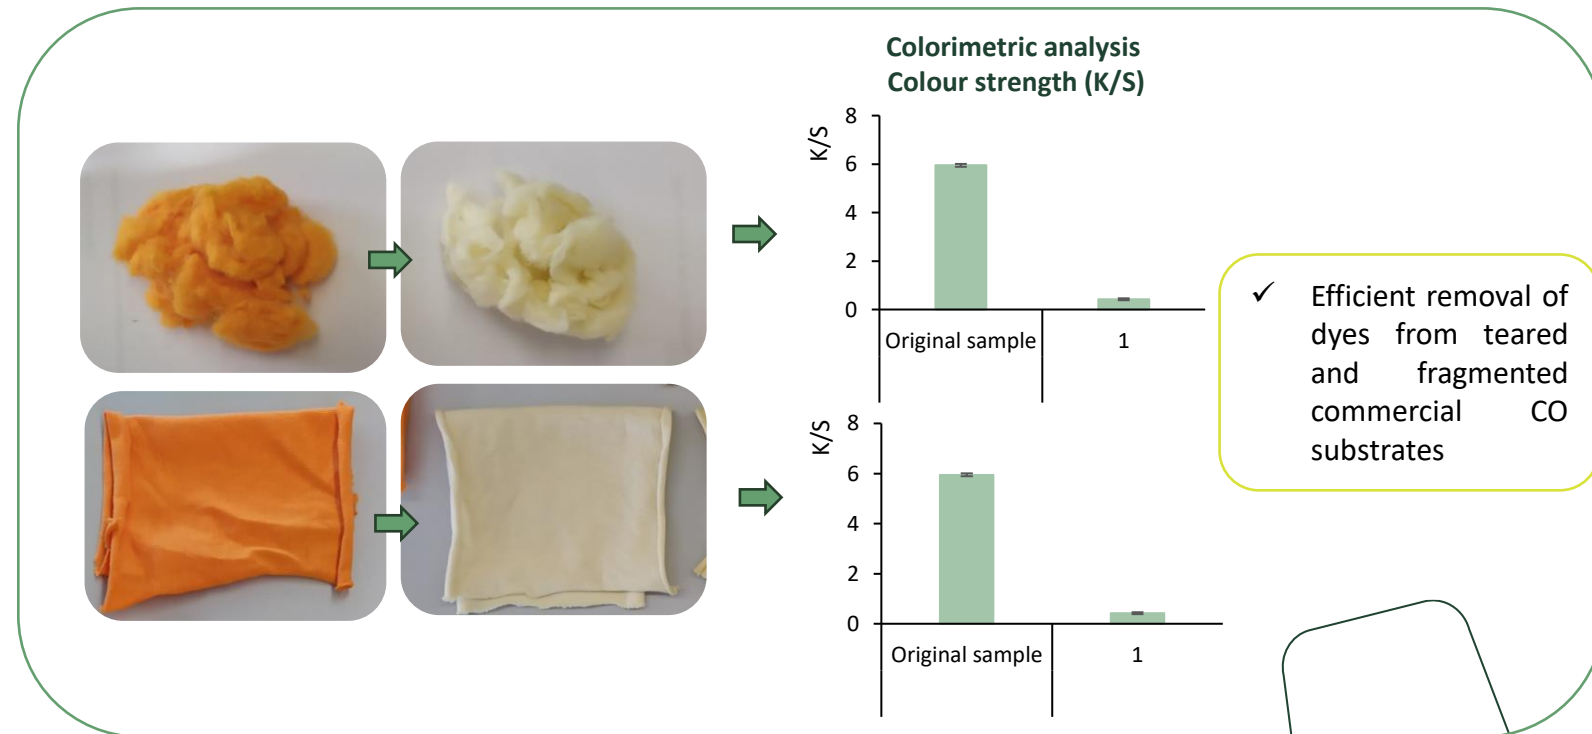 Colorimetric analysis
Colour strength (K/S)
K/S
8
6
4
2
0
Original sample 1
K/S
8
6
4
2
0
Original sample 1
✓ Efficient removal of
dyes from teared
and fragmented
commercial CO
substrates